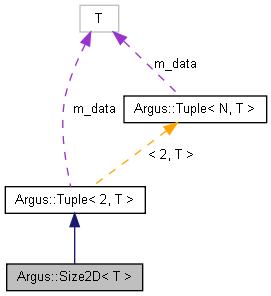 T
m_data
m_data
Argus::Tuple< N, T >
< 2, T >
Argus::Tuple< 2, T >
Argus::Size2D< T >